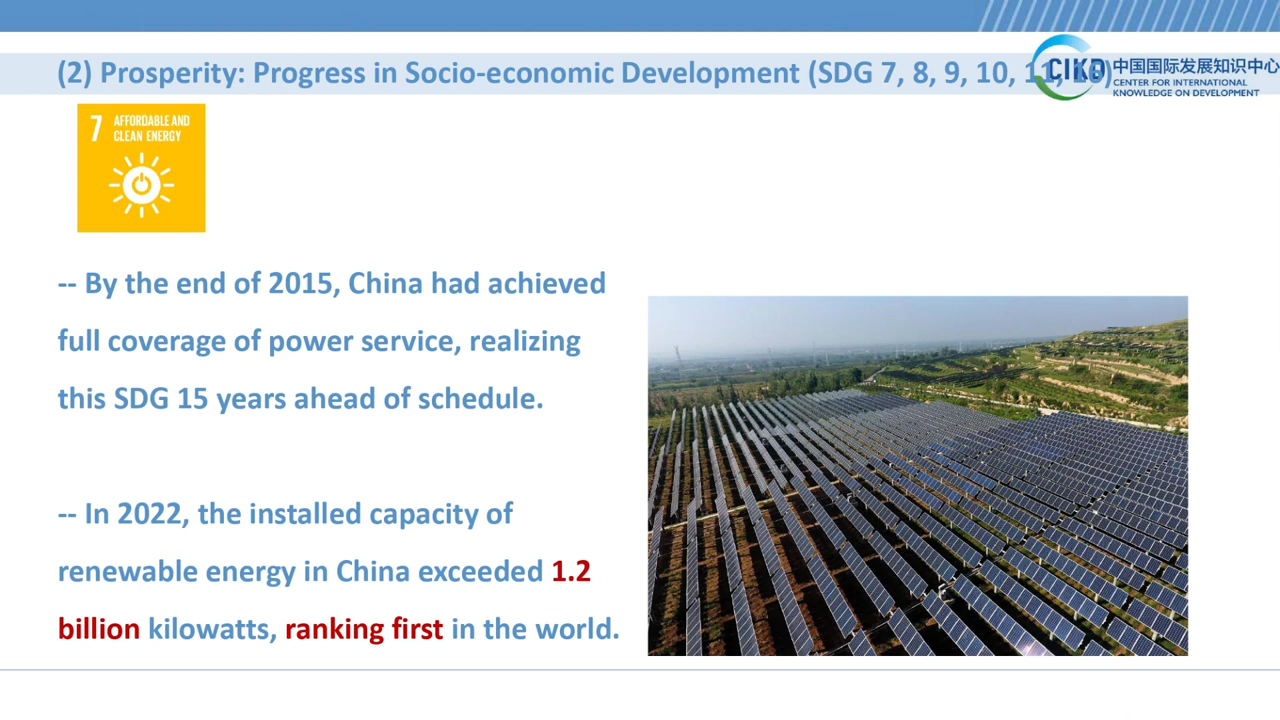 (2) Prosperity: Progress in Socio-economic Development (SDG 7, 8, 9, 10, 11,
CIKD 中国国际发展知识中心
CENTER FOR INTERNATIONAL
KNOWLEDGE ON DEVELOPMENT
7 AFFORDABLE AND
CLEAN ENERGY
-- By the end of 2015, China had achieved
full coverage of power service, realizing
this SDG 15 years ahead of schedule.
-- In 2022, the installed capacity of
renewable energy in China exceeded 1.2
billion kilowatts, ranking first in the world.